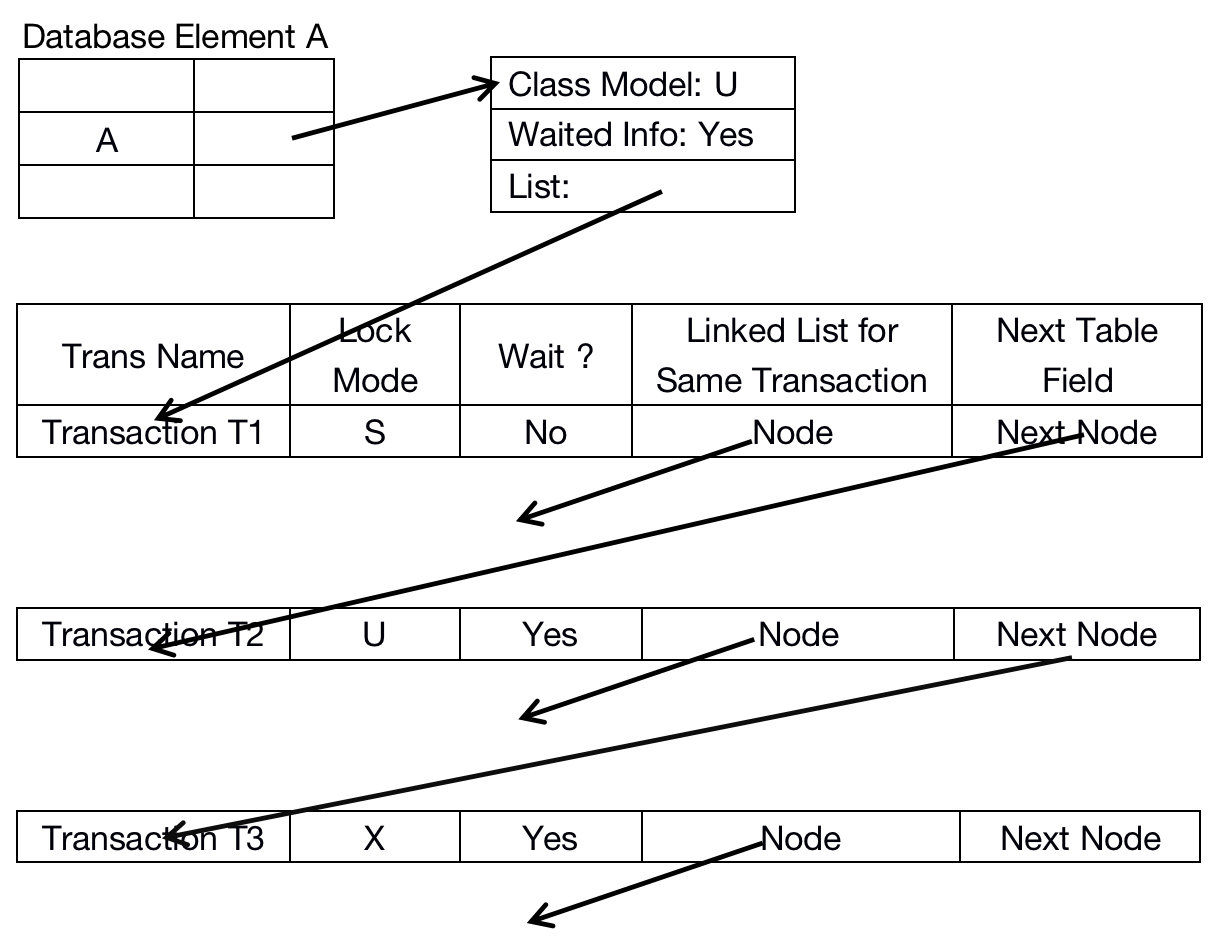 Database Element A
A
Class Model: U
Waited Info: Yes
List:
Trans Name
Lock
Mode
Wait ?
Linked List for
Same Transaction
Next Table
Field
Transaction T1 S No Node Next Node
Transaction T2 U Yes Node Next Node
Transaction T3 X Yes Node Next Node